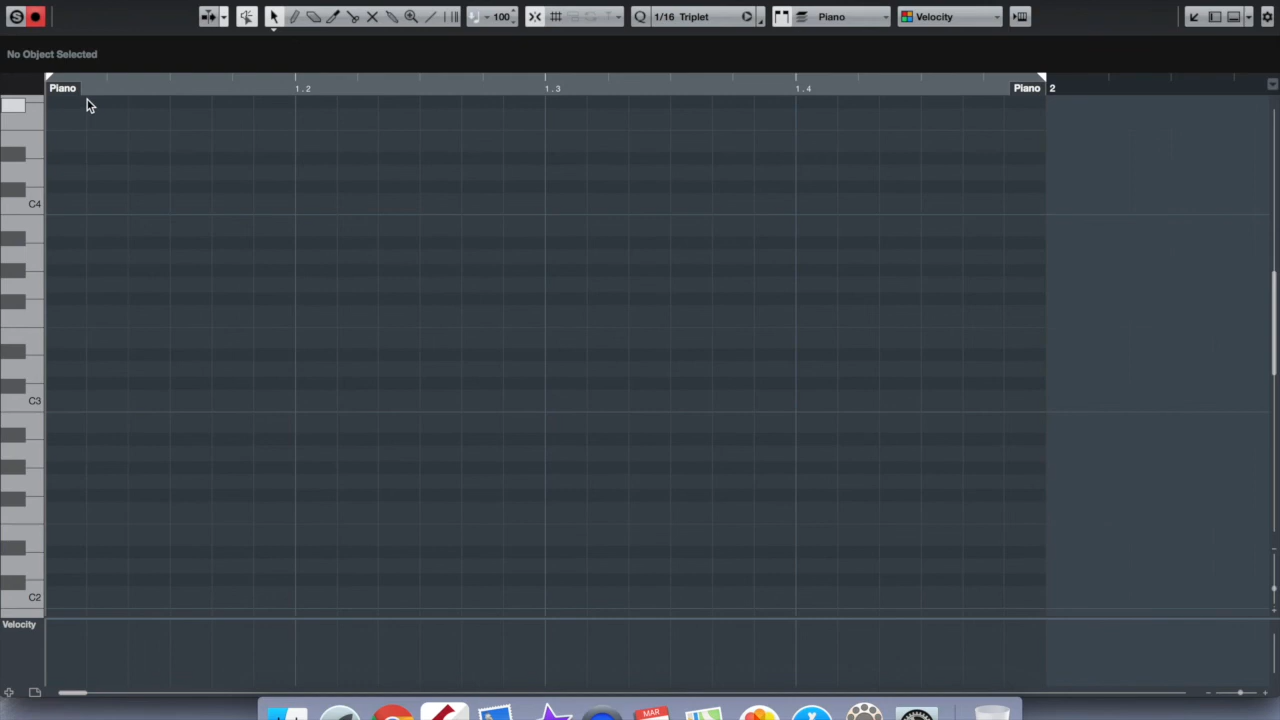 100 Q 1/16 Triplet Piano Velocity
No Object Selected
Piano 1.2 1.3 1.4 Piano 2
C4
C3
C2
Velocity
MAR